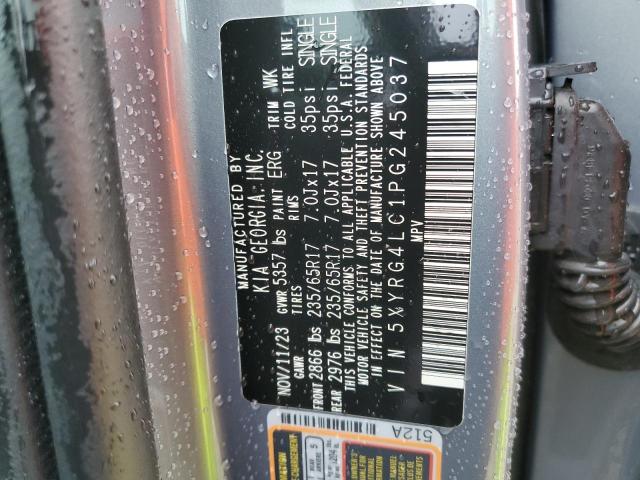 MANUFACTURED BY
KIA GEORGIA, INC.
NOV/11/23 GVWR 5357 lbs PAINT ERG TRIM WK
GAWR TIRES RIMS COLD TIRE INFL
FRONT 2866 lbs 235/65R17 7.0Jx17 35psi SINGLE
REAR 2976 lbs 235/65R17 7.0Jx17 35psi SINGLE
THIS VEHICLE CONFORMS TO ALL APPLICABLE U.S.A. FEDERAL
MOTOR VEHICLE SAFETY AND THEFT PREVENTION STANDARDS
IN EFFECT ON THE DATE OF MANUFACTURE SHOWN ABOVE
VIN 5XYRG4LC1PG245037
MPV
512A